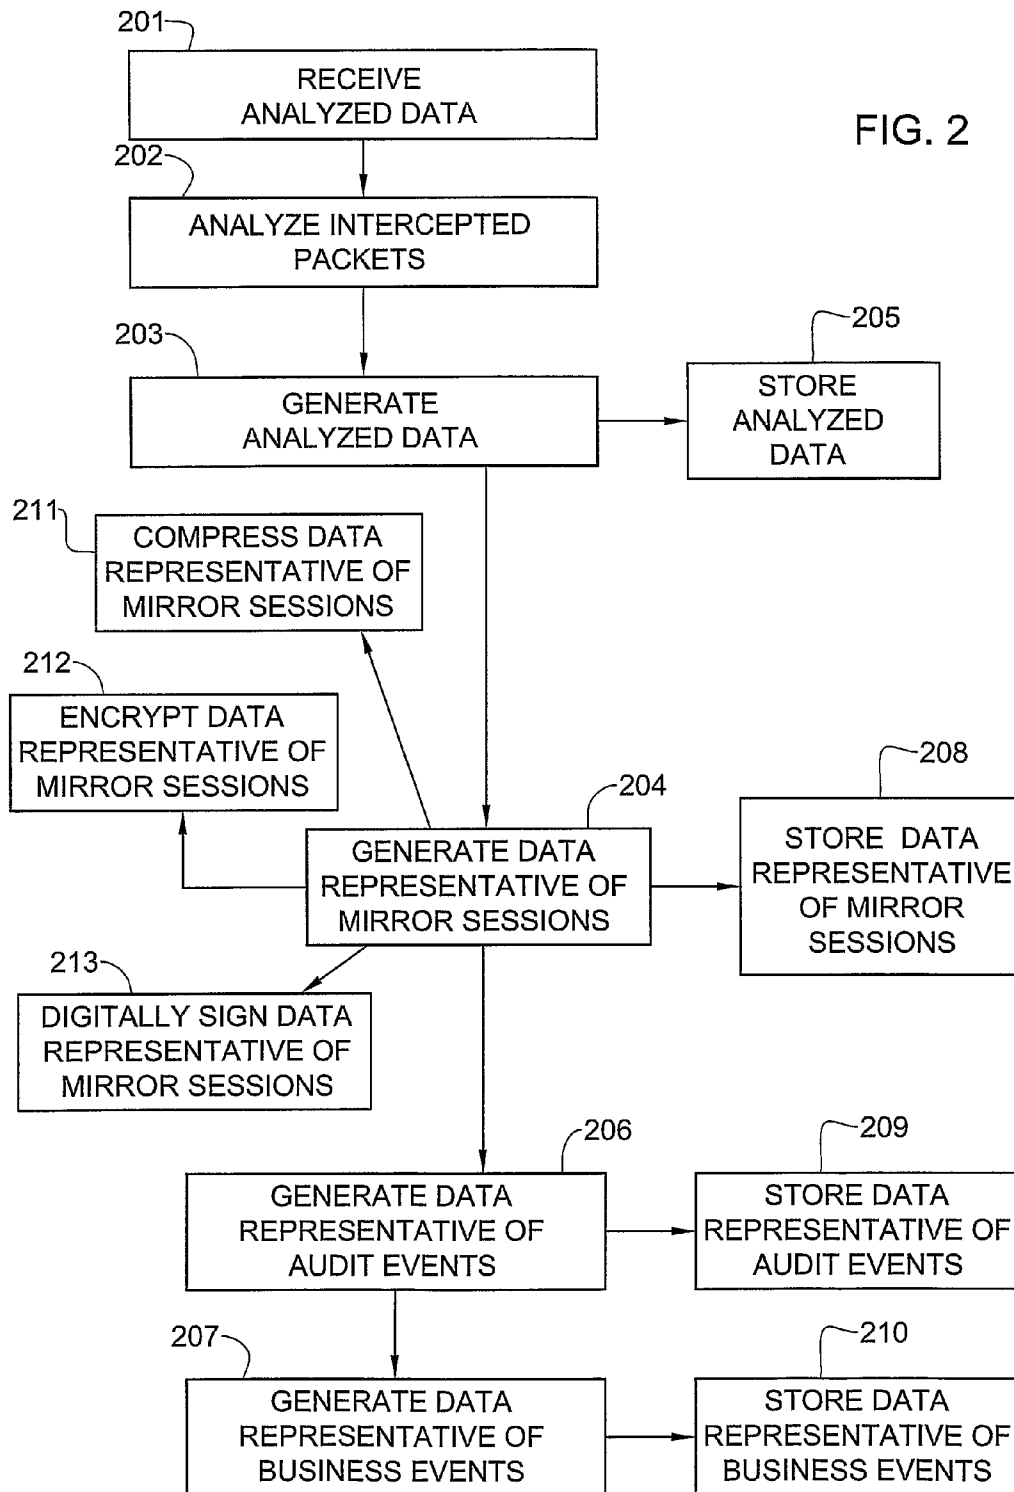 201
RECEIVE
ANALYZED DATA
FIG. 2
202
ANALYZE INTERCEPTED
PACKETS
203
GENERATE
ANALYZED DATA
205
STORE
ANALYZED
DATA
211
COMPRESS DATA
REPRESENTATIVE OF
MIRROR SESSIONS
212
ENCRYPT DATA
REPRESENTATIVE OF
MIRROR SESSIONS
204
GENERATE DATA
REPRESENTATIVE OF
MIRROR SESSIONS
208
STORE DATA
REPRESENTATIVE
OF MIRROR
SESSIONS
213
DIGITALLY SIGN DATA
REPRESENTATIVE OF
MIRROR SESSIONS
206
GENERATE DATA
REPRESENTATIVE OF
AUDIT EVENTS
209
STORE DATA
REPRESENTATIVE OF
AUDIT EVENTS
207
GENERATE DATA
REPRESENTATIVE OF
BUSINESS EVENTS
210
STORE DATA
REPRESENTATIVE OF
BUSINESS EVENTS